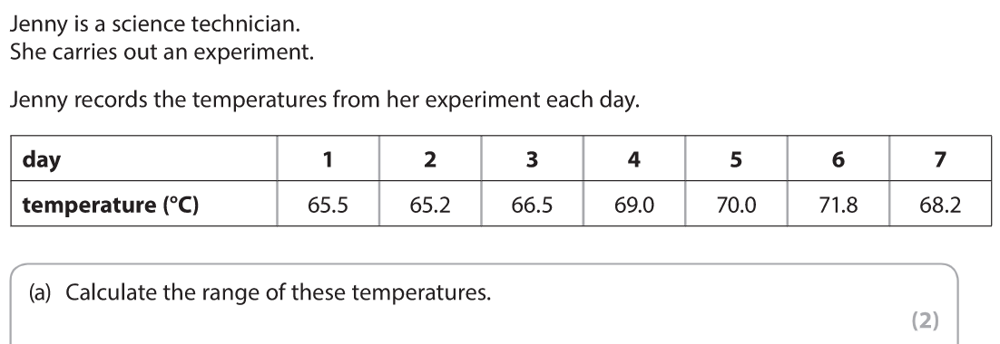 Jenny is a science technician.
She carries out an experiment.
Jenny records the temperatures from her experiment each day.
day 1 2 3 4 5 6 7
temperature (°C) 65.5 65.2 66.5 69.0 70.0 71.8 68.2
(a) Calculate the range of these temperatures.
(2)